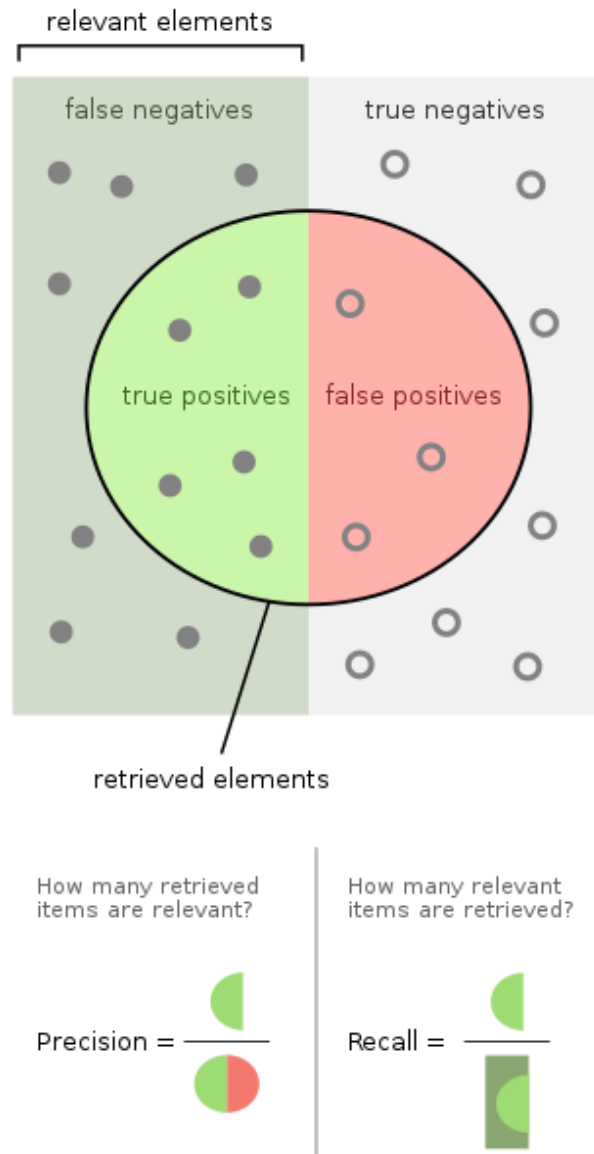 relevant elements
false negatives
true negatives
true positives
false positives
retrieved elements
How many retrieved
items are relevant?
How many relevant
items are retrieved?
Precision =
Recall =